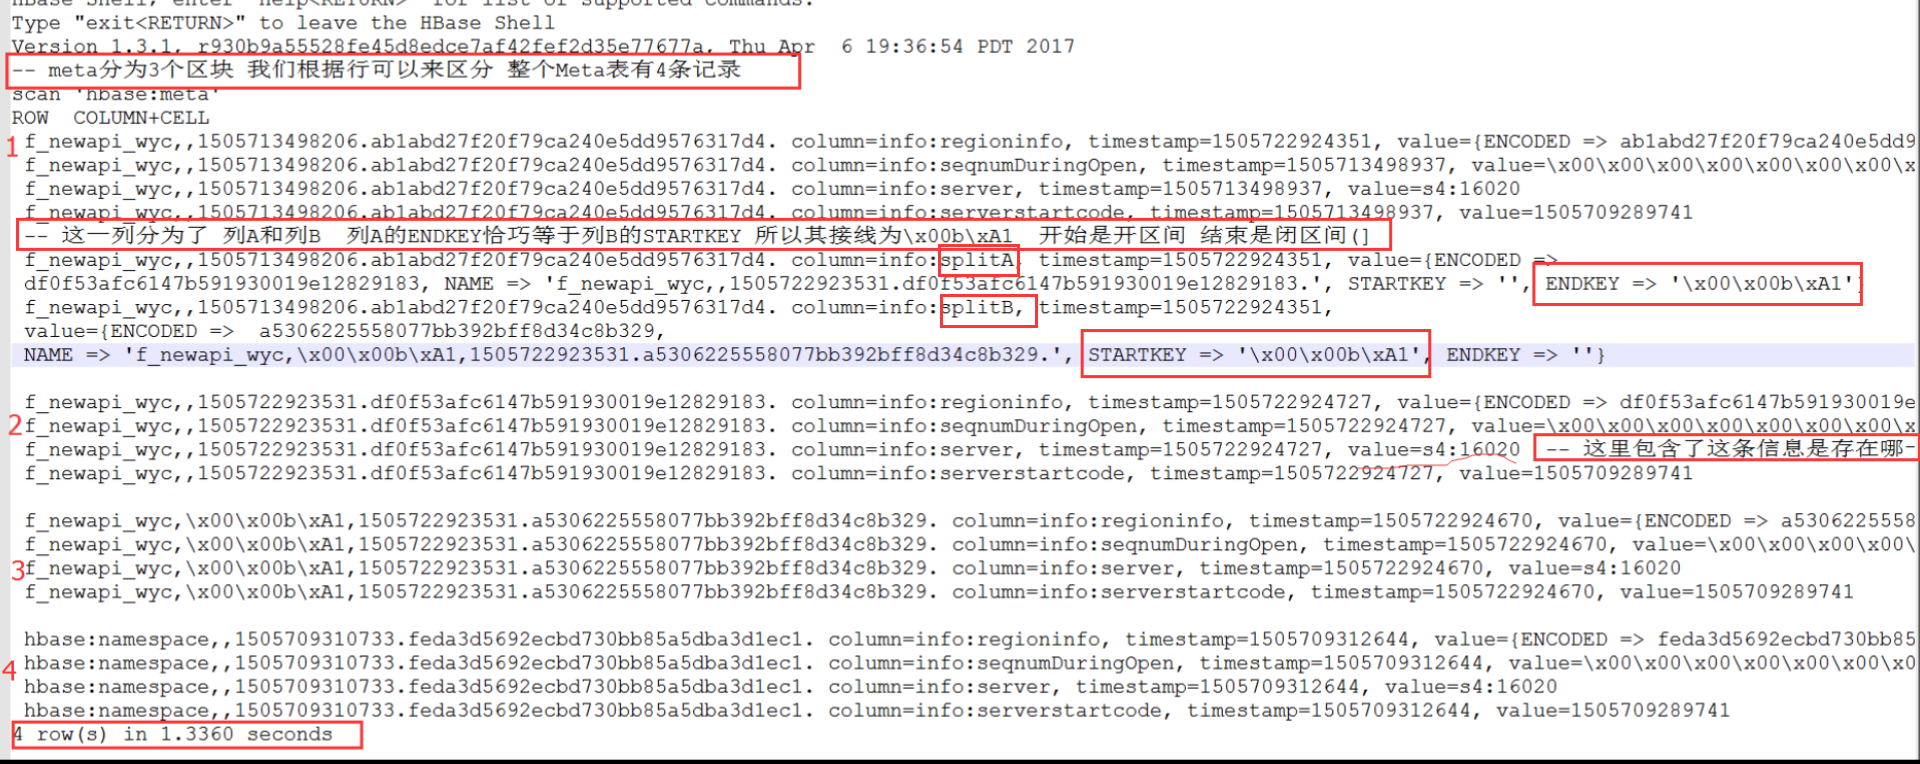 HBase Shell; enter 'help<RETURN>' for list of supported commands.
Type "exit<RETURN>" to leave the HBase Shell
Version 1.3.1, r930b9a55528fe45d8edce7af42fef2d35e77677a, Thu Apr  6 19:36:54 PDT 2017
-- meta分为3个区块 我们根据行可以来区分 整个Meta表有4条记录
scan 'hbase:meta'
ROW  COLUMN+CELL
1 f_newapi_wyc,,1505713498206.ab1abd27f20f79ca240e5dd9576317d4. column=info:regioninfo, timestamp=1505722924351, value={ENCODED => ab1abd27f20f79ca240e5dd9
f_newapi_wyc,,1505713498206.ab1abd27f20f79ca240e5dd9576317d4. column=info:seqnumDuringOpen, timestamp=1505713498937, value=\x00\x00\x00\x00\x00\x00\x00\x
f_newapi_wyc,,1505713498206.ab1abd27f20f79ca240e5dd9576317d4. column=info:server, timestamp=1505713498937, value=s4:16020
f_newapi_wyc,,1505713498206.ab1abd27f20f79ca240e5dd9576317d4. column=info:serverstartcode, timestamp=1505713498937, value=1505709289741
-- 这一列分为了 列A和列B  列A的ENDKEY恰巧等于列B的STARTKEY 所以其接线为\x00b\xA1  开始是开区间 结束是闭区间(]
f_newapi_wyc,,1505713498206.ab1abd27f20f79ca240e5dd9576317d4. column=info:splitA, timestamp=1505722924351, value={ENCODED =>
df0f53afc6147b591930019e12829183, NAME => 'f_newapi_wyc,,1505722923531.df0f53afc6147b591930019e12829183.', STARTKEY => '', ENDKEY => '\x00\x00b\xA1'}
f_newapi_wyc,,1505713498206.ab1abd27f20f79ca240e5dd9576317d4. column=info:splitB, timestamp=1505722924351,
value={ENCODED =>  a5306225558077bb392bff8d34c8b329,
NAME => 'f_newapi_wyc,\x00\x00b\xA1,1505722923531.a5306225558077bb392bff8d34c8b329.', STARTKEY => '\x00\x00b\xA1', ENDKEY => ''}
f_newapi_wyc,,1505722923531.df0f53afc6147b591930019e12829183. column=info:regioninfo, timestamp=1505722924727, value={ENCODED => df0f53afc6147b591930019e
2 f_newapi_wyc,,1505722923531.df0f53afc6147b591930019e12829183. column=info:seqnumDuringOpen, timestamp=1505722924727, value=\x00\x00\x00\x00\x00\x00\x00\x
f_newapi_wyc,,1505722923531.df0f53afc6147b591930019e12829183. column=info:server, timestamp=1505722924727, value=s4:16020  -- 这里包含了这条信息是存在哪
f_newapi_wyc,,1505722923531.df0f53afc6147b591930019e12829183. column=info:serverstartcode, timestamp=1505722924727, value=1505709289741
f_newapi_wyc,\x00\x00b\xA1,1505722923531.a5306225558077bb392bff8d34c8b329. column=info:regioninfo, timestamp=1505722924670, value={ENCODED => a5306225558
f_newapi_wyc,\x00\x00b\xA1,1505722923531.a5306225558077bb392bff8d34c8b329. column=info:seqnumDuringOpen, timestamp=1505722924670, value=\x00\x00\x00\x00\
3 f_newapi_wyc,\x00\x00b\xA1,1505722923531.a5306225558077bb392bff8d34c8b329. column=info:server, timestamp=1505722924670, value=s4:16020
f_newapi_wyc,\x00\x00b\xA1,1505722923531.a5306225558077bb392bff8d34c8b329. column=info:serverstartcode, timestamp=1505722924670, value=1505709289741
hbase:namespace,,1505709310733.feda3d5692ecbd730bb85a5dba3d1ec1. column=info:regioninfo, timestamp=1505709312644, value={ENCODED => feda3d5692ecbd730bb85
4 hbase:namespace,,1505709310733.feda3d5692ecbd730bb85a5dba3d1ec1. column=info:seqnumDuringOpen, timestamp=1505709312644, value=\x00\x00\x00\x00\x00\x00\x0
hbase:namespace,,1505709310733.feda3d5692ecbd730bb85a5dba3d1ec1. column=info:server, timestamp=1505709312644, value=s4:16020
hbase:namespace,,1505709310733.feda3d5692ecbd730bb85a5dba3d1ec1. column=info:serverstartcode, timestamp=1505709312644, value=1505709289741
4 row(s) in 1.3360 seconds